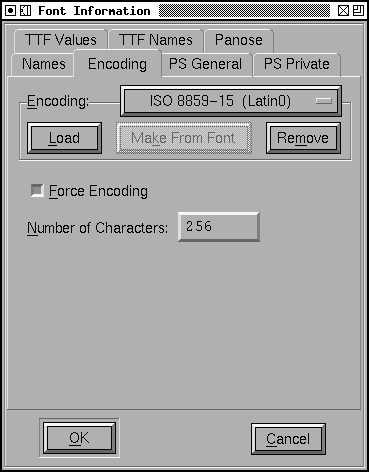 Font Information
TTF Values TTF Names Panose
Names Encoding PS General PS Private
Encoding: ISO 8859-15 (Latin0)
Load Make From Font Remove
Force Encoding
Number of Characters: 256
OK Cancel